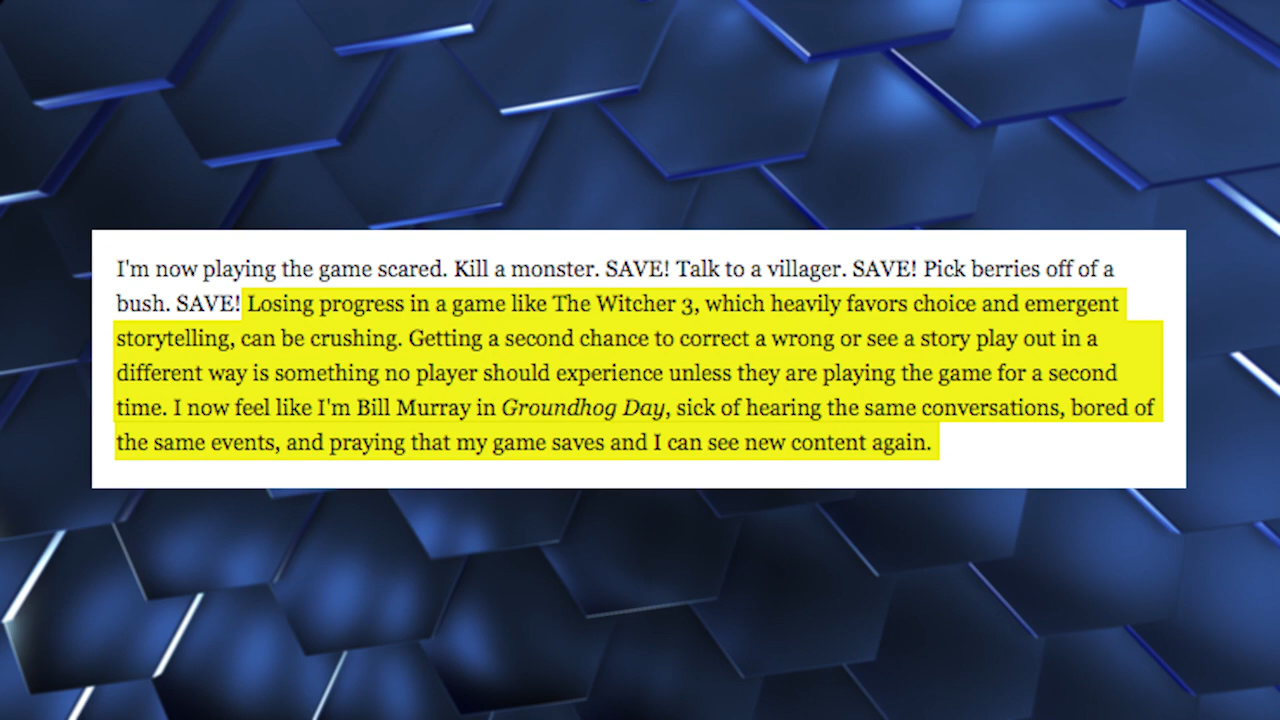 I'm now playing the game scared. Kill a monster. SAVE! Talk to a villager. SAVE! Pick berries off of a
bush. SAVE! Losing progress in a game like The Witcher 3, which heavily favors choice and emergent
storytelling, can be crushing. Getting a second chance to correct a wrong or see a story play out in a
different way is something no player should experience unless they are playing the game for a second
time. I now feel like I'm Bill Murray in Groundhog Day, sick of hearing the same conversations, bored of
the same events, and praying that my game saves and I can see new content again.